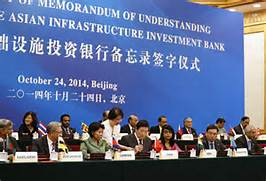 OF MEMORANDUM OF UNDERSTANDING
E ASIAN INFRASTRUCTURE INVESTMENT BANK
础设施投资银行备忘录签字仪式
October 24, 2014, Beijing
二〇一四年十月二十四日，北京